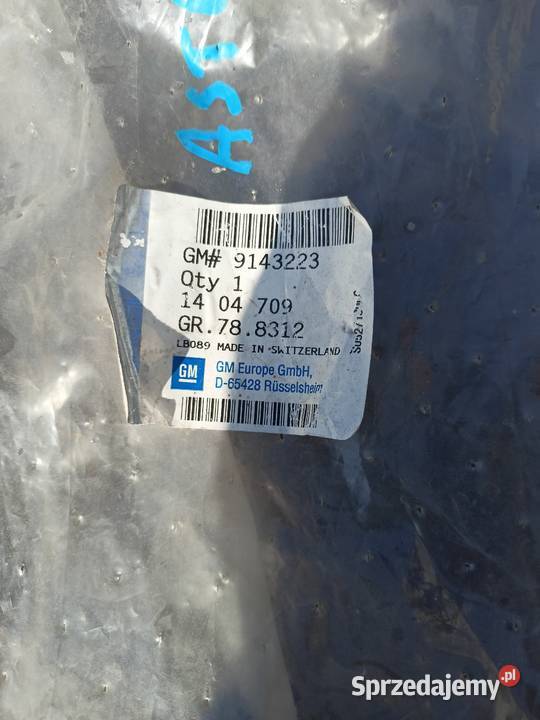 GM# 9143223
Qty 1
14 04 709
GR.78.8312
LB089 MADE IN SWITZERLAND
GM
GM Europe GmbH,
D-65428 Rüsselsheim
Sprzedajemy.pl